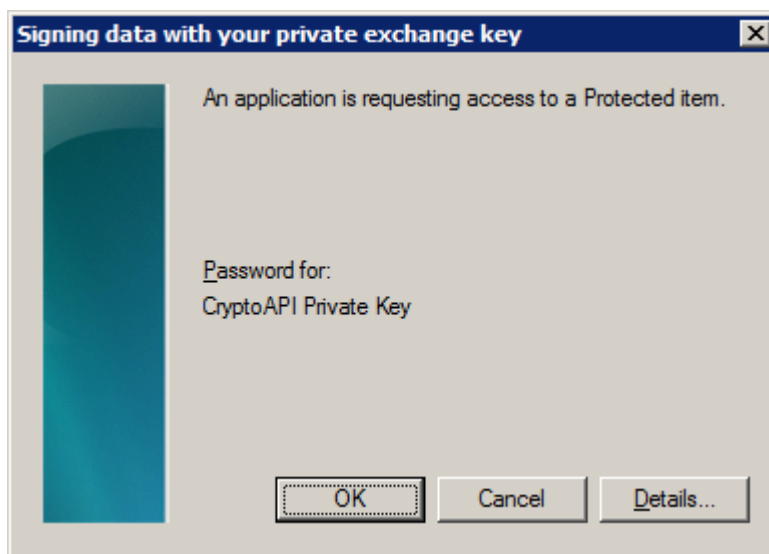 Signing data with your private exchange key
An application is requesting access to a Protected item.
Password for:
CryptoAPI Private Key
OK Cancel Details...